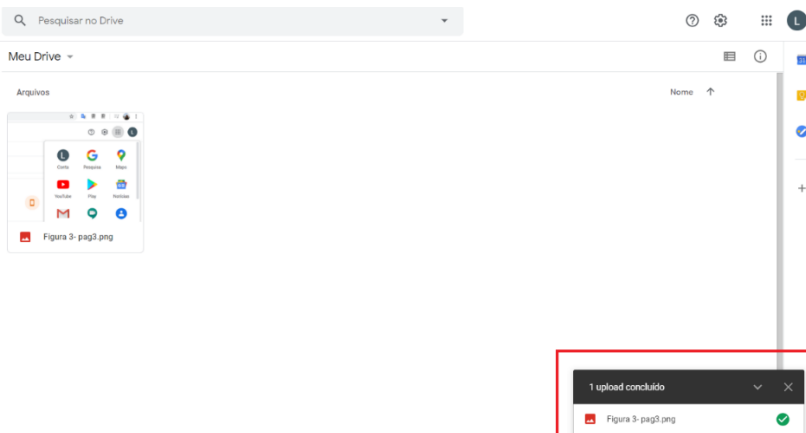 Pesquisar no Drive
L
Meu Drive
Arquivos
Nome
L
Conta
Pesquisa
Maps
YouTube
Play
Notícias
Figura 3- pag3.png
1 upload concluído
Figura 3- pag3.png